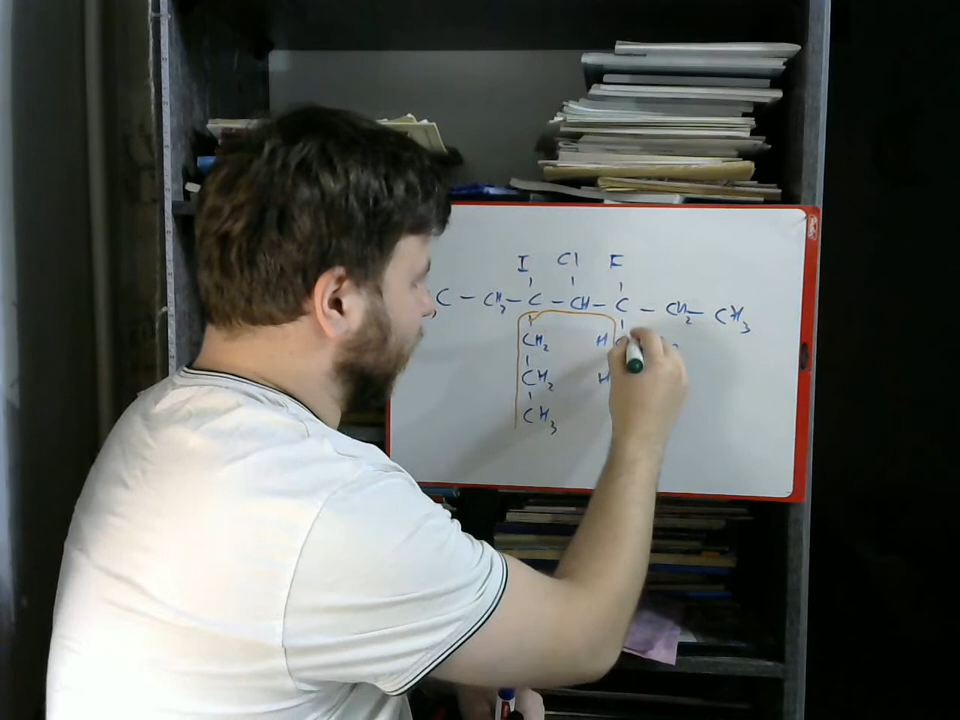 I Cl F
C - CH2 - C - CH - C - CH2 - CH3
CH2 H
CH2 H
CH3